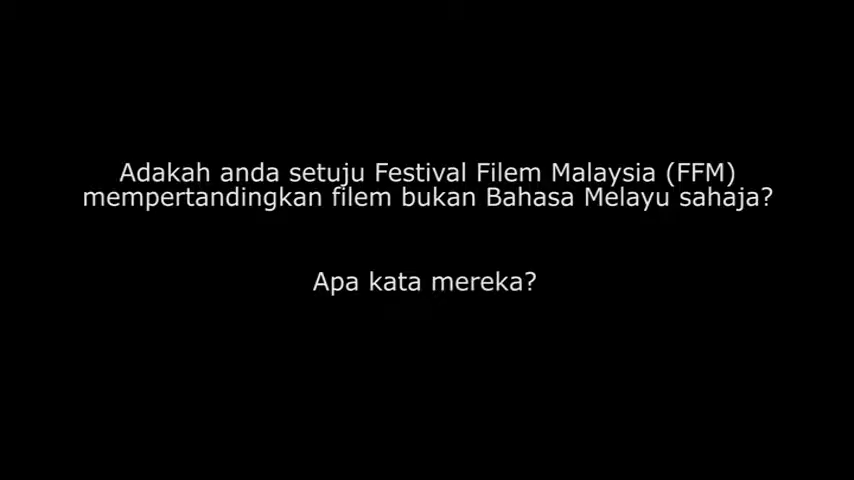 Adakah anda setuju Festival Filem Malaysia (FFM)
mempertandingkan filem bukan Bahasa Melayu sahaja?
Apa kata mereka?